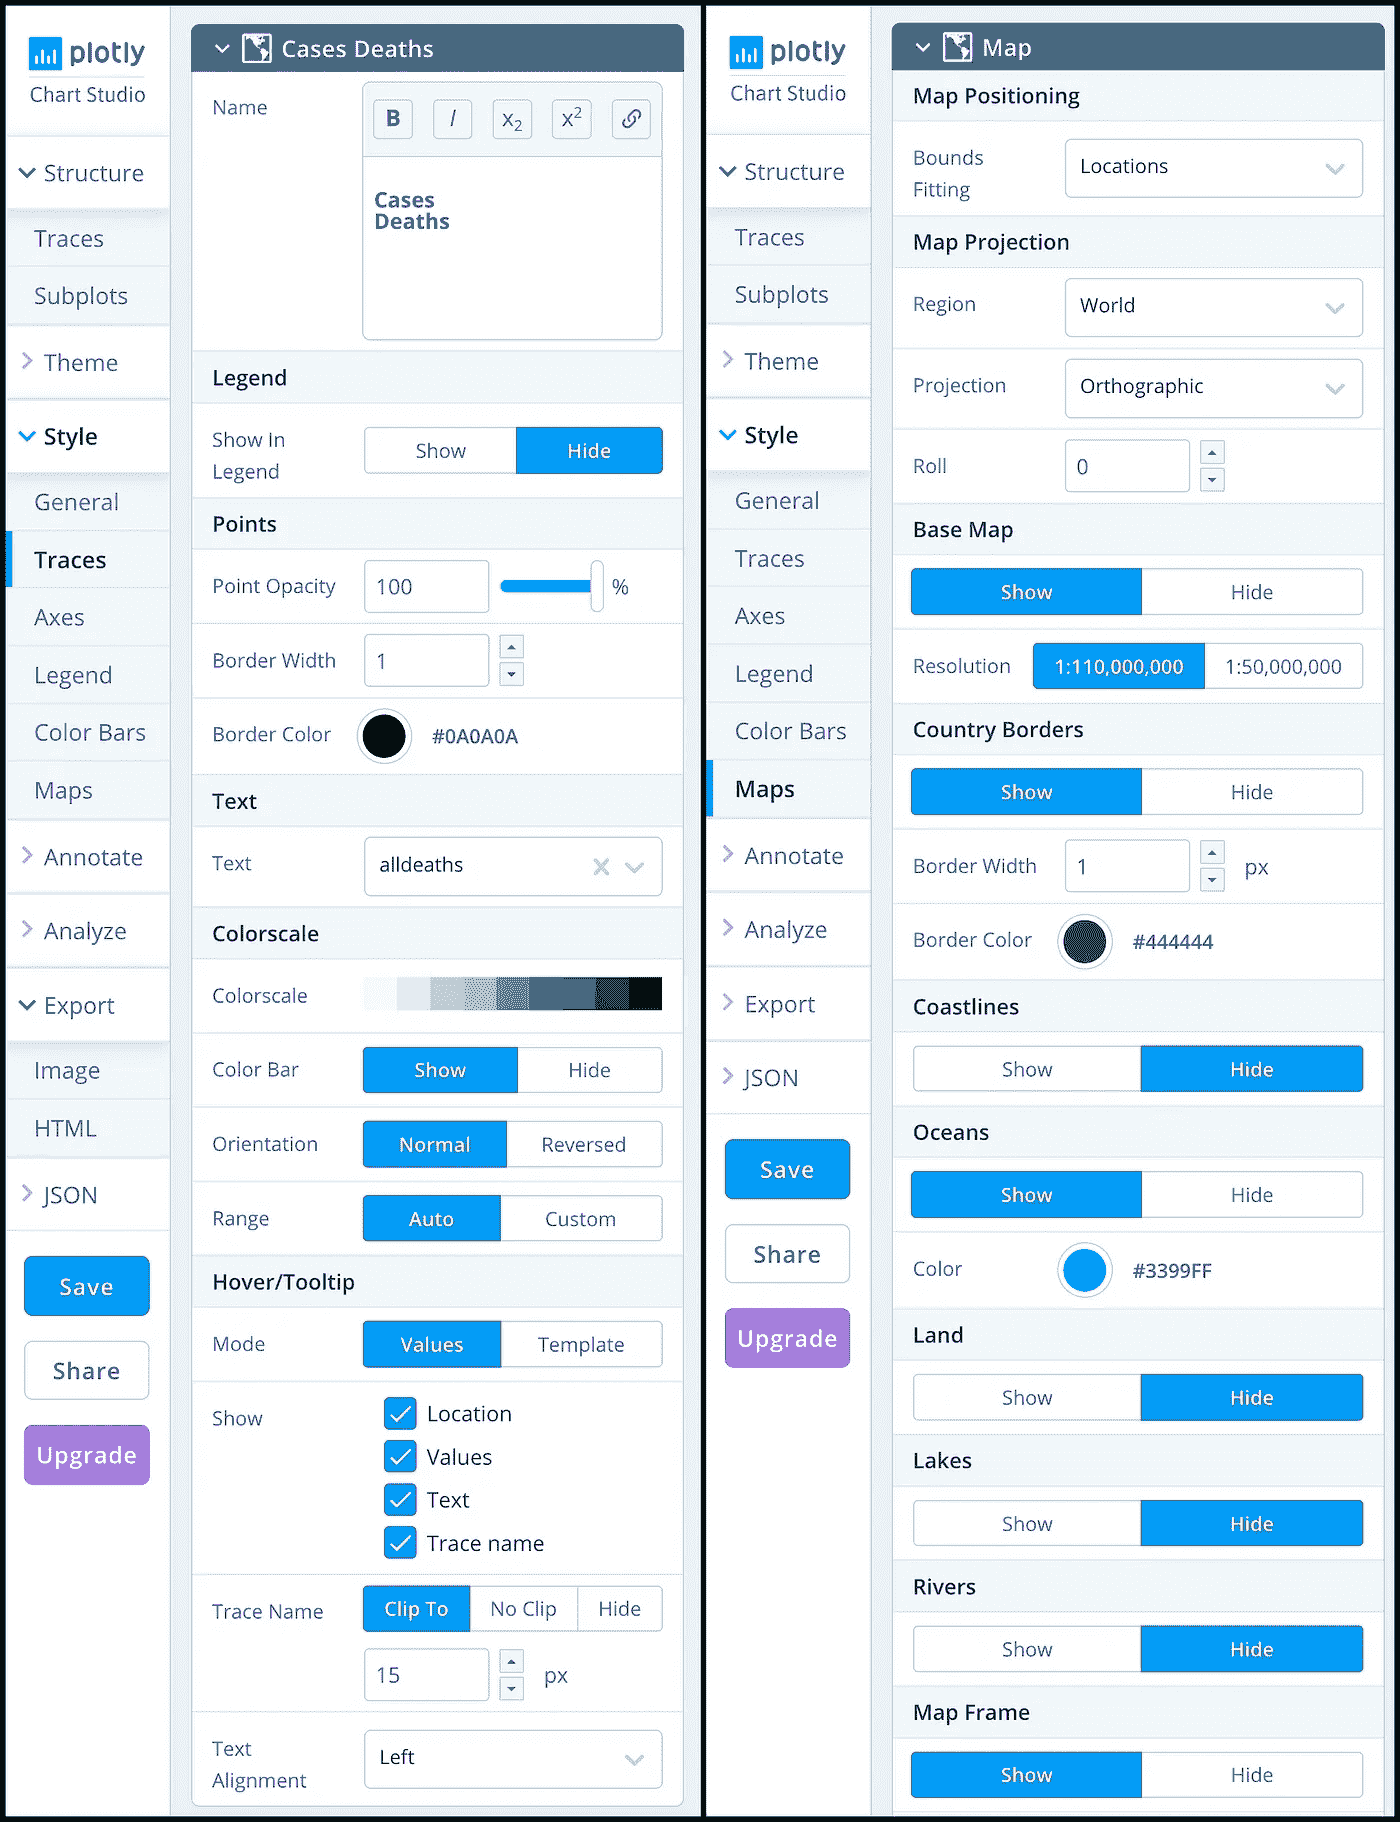 plotly
Chart Studio
Structure
Traces
Subplots
Theme
Style
General
Traces
Axes
Legend
Color Bars
Maps
Annotate
Analyze
Export
Image
HTML
JSON
Save
Share
Upgrade
Cases Deaths
Name
B I x2 x2
Cases
Deaths
Legend
Show In
Legend
Show Hide
Points
Point Opacity 100 %
Border Width 1
Border Color #0A0A0A
Text
Text alldeaths
Colorscale
Colorscale
Color Bar Show Hide
Orientation Normal Reversed
Range Auto Custom
Hover/Tooltip
Mode Values Template
Show Location
Values
Text
Trace name
Trace Name Clip To No Clip Hide
15 px
Text
Alignment
Left
plotly
Chart Studio
Structure
Traces
Subplots
Theme
Style
General
Traces
Axes
Legend
Color Bars
Maps
Annotate
Analyze
Export
JSON
Save
Share
Upgrade
Map
Map Positioning
Bounds
Fitting
Locations
Map Projection
Region World
Projection Orthographic
Roll 0
Base Map
Show Hide
Resolution 1:110,000,000 1:50,000,000
Country Borders
Show Hide
Border Width 1 px
Border Color #444444
Coastlines
Show Hide
Oceans
Show Hide
Color #3399FF
Land
Show Hide
Lakes
Show Hide
Rivers
Show Hide
Map Frame
Show Hide